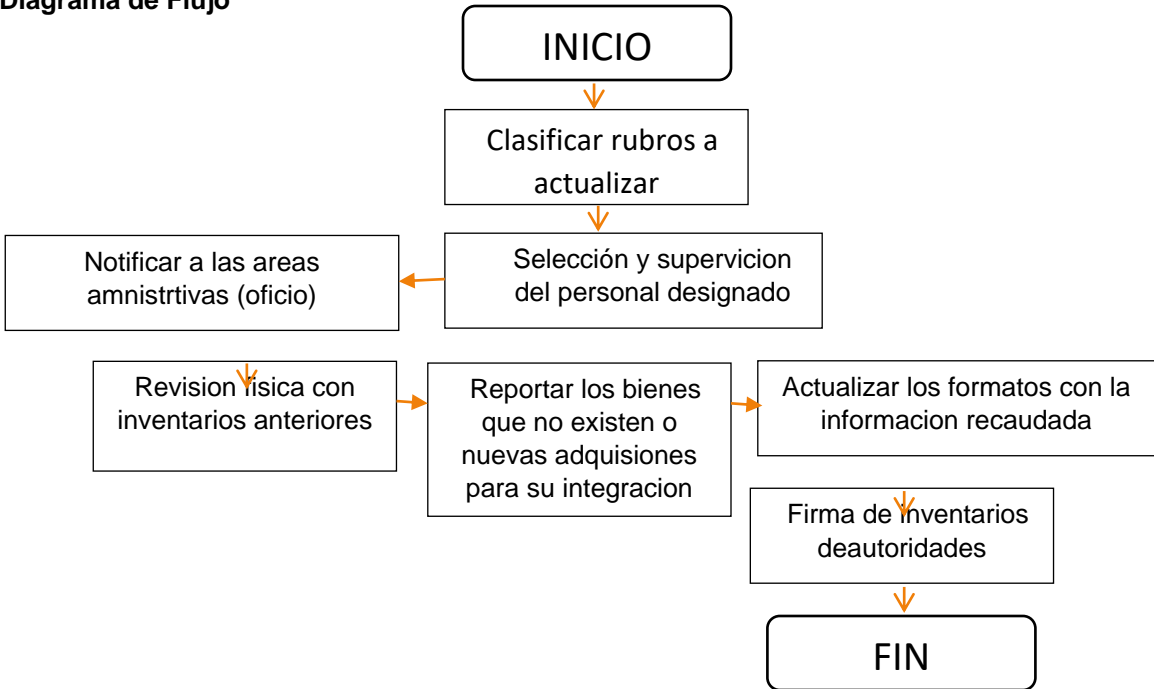 Diagrama de Flujo
INICIO
Clasificar rubros a
actualizar
Selección y supervicion
del personal designado
Notificar a las areas
amnistrtivas (oficio)
Revision fisica con
inventarios anteriores
Reportar los bienes
que no existen o
nuevas adquisiones
para su integracion
Actualizar los formatos con la
informacion recaudada
Firma de inventarios
deautoridades
FIN